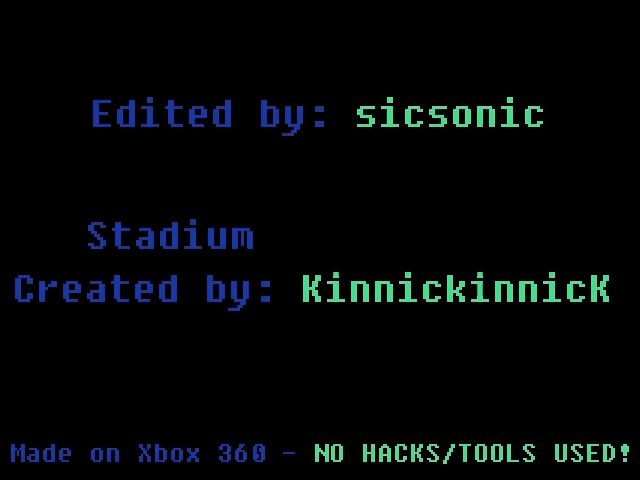 Edited by: sicsonic
Stadium
Created by: KinnickinnicK
Made on Xbox 360 - NO HACKS/TOOLS USED!